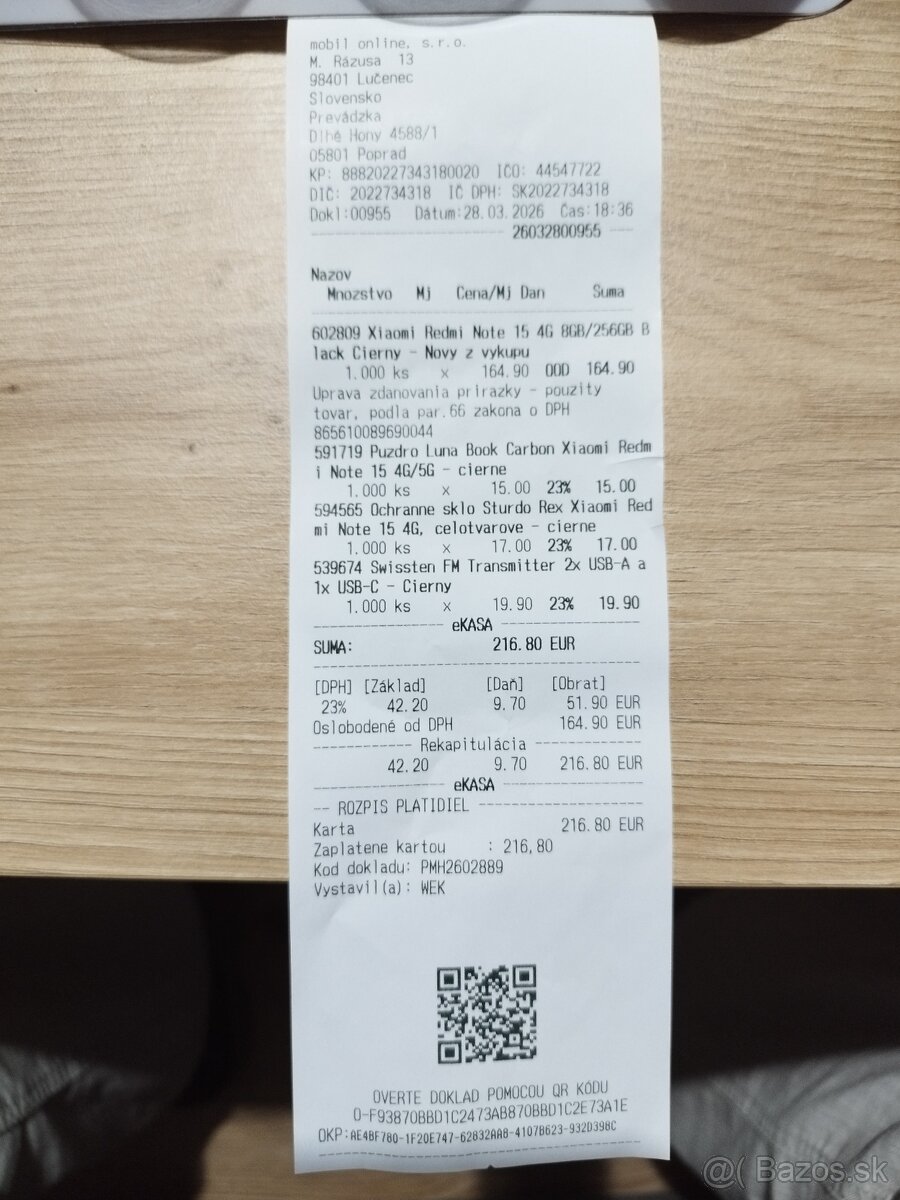 mobil online, s.r.o.
M. Rázusa 13
98401 Lučenec
Slovensko
Prevádzka
Dlhé Hony 4588/1
05801 Poprad
KP: 88820227343180020 IČO: 44547722
DIČ: 2022734318 IČ DPH: SK2022734318
Dokl:00955 Dátum:28.03.2026 Čas:18:36
26032800955
Nazov
Mnozstvo Mj Cena/Mj Dan Suma
602809 Xiaomi Redmi Note 15 4G 8GB/256GB B
lack Cierny - Novy z vykupu
1.000 ks x 164.90 OOD 164.90
Uprava zdanovania prirazky - pouzity
tovar, podla par.66 zakona o DPH
865610089690044
591719 Puzdro Luna Book Carbon Xiaomi Redm
i Note 15 4G/5G - cierne
1.000 ks x 15.00 23% 15.00
594565 Ochranne sklo Sturdo Rex Xiaomi Red
mi Note 15 4G, celotvarove - cierne
1.000 ks x 17.00 23% 17.00
539674 Swissten FM Transmitter 2x USB-A a
1x USB-C - Cierny
1.000 ks x 19.90 23% 19.90
eKASA
SUMA: 216.80 EUR
[DPH] [Základ] [Daň] [Obrat]
23% 42.20 9.70 51.90 EUR
Oslobodené od DPH 164.90 EUR
Rekapitulácia
42.20 9.70 216.80 EUR
eKASA
-- ROZPIS PLATIDIEL
Karta 216.80 EUR
Zaplatene kartou : 216,80
Kod dokladu: PMH2602889
Vystavil(a): WEK
OVERTE DOKLAD POMOCOU QR KÓDU
O-F93870BBD1C2473AB870BBD1C2E73A1E
OKP:AE4BF780-1F20E747-62832AA8-4107B623-932D398C
@( Bazos.sk